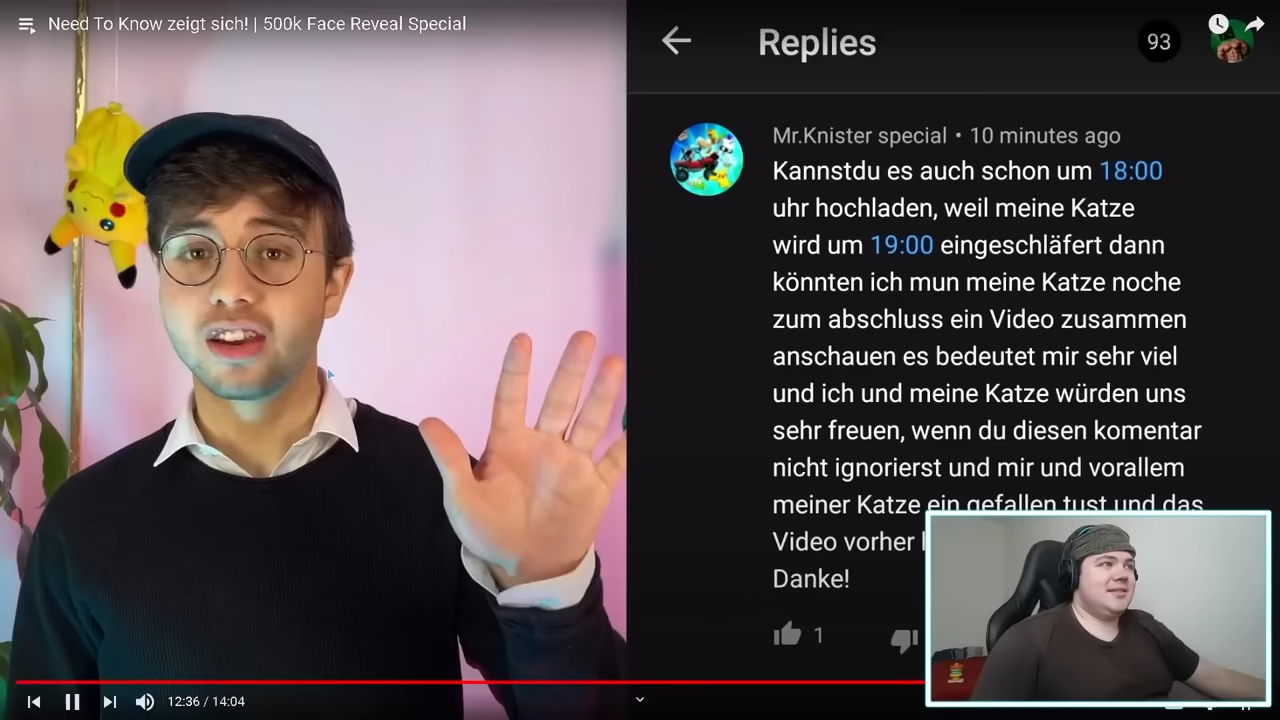 Need To Know zeigt sich! | 500k Face Reveal Special
Replies
93
Mr.Knister special • 10 minutes ago
Kannstdu es auch schon um 18:00
uhr hochladen, weil meine Katze
wird um 19:00 eingeschläfert dann
könnten ich mun meine Katze noche
zum abschluss ein Video zusammen
anschauen es bedeutet mir sehr viel
und ich und meine Katze würden uns
sehr freuen, wenn du diesen komentar
nicht ignorierst und mir und vorallem
meiner Katze ein gefallen tust und das
Video vorher
Danke!
1
12:36 / 14:04